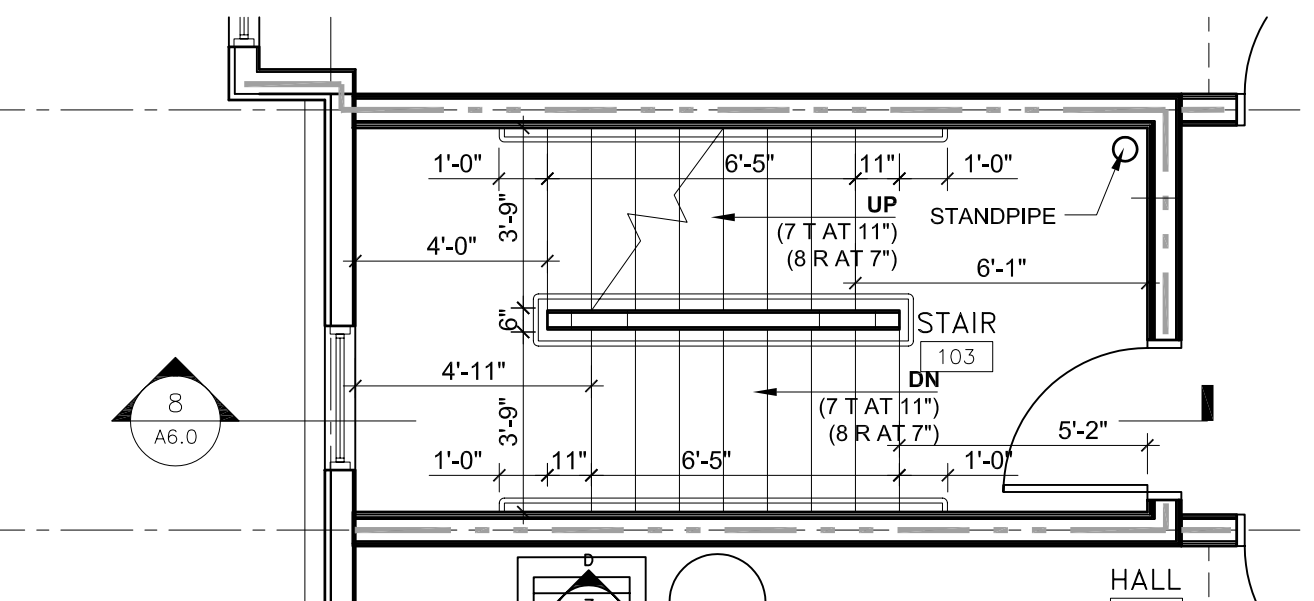 1'-0"
6'-5"
11"
1'-0"
3'-9"
UP
(7 T AT 11")
(8 R AT 7")
STANDPIPE
4'-0"
6'-1"
6"
STAIR
103
4'-11"
DN
(7 T AT 11")
(8 R AT 7")
8
A6.0
3'-9"
5'-2"
1'-0"
11"
6'-5"
1'-0"
D
HALL